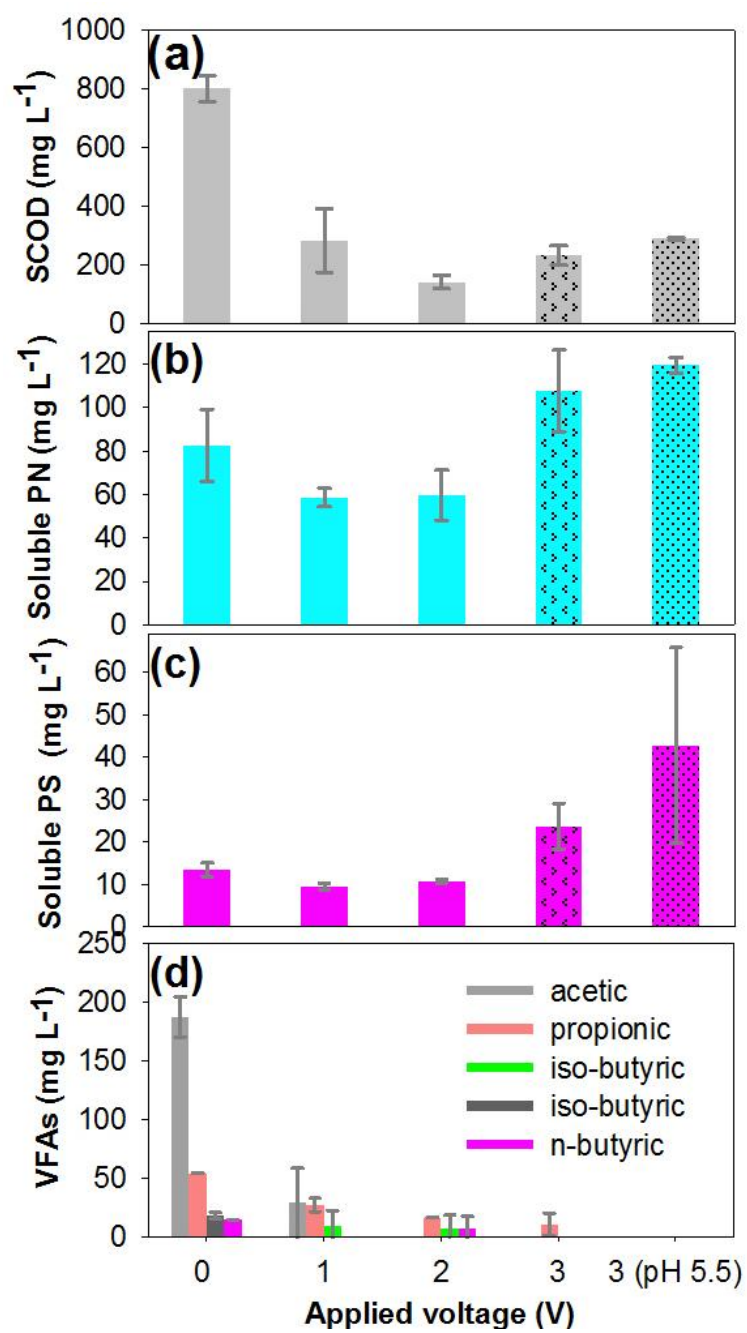 (a)
SCOD (mg L-1)
1000
800
600
400
200
0
(b)
Soluble PN (mg L-1)
120
100
80
60
40
20
0
(c)
Soluble PS (mg L-1)
60
50
40
30
20
10
0
(d)
VFAs (mg L-1)
250
200
150
100
50
0
acetic
propionic
iso-butyric
iso-butyric
n-butyric
0 1 2 3 3 (pH 5.5)
Applied voltage (V)